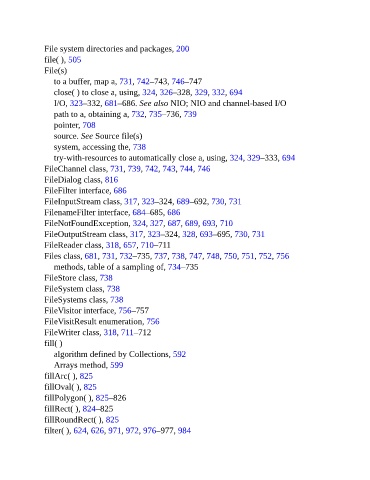 File system directories and packages, 200
file( ), 505
File(s)
to a buffer, map a, 731, 742–743, 746–747
close( ) to close a, using, 324, 326–328, 329, 332, 694
I/O, 323–332, 681–686. See also NIO; NIO and channel-based I/O
path to a, obtaining a, 732, 735–736, 739
pointer, 708
source. See Source file(s)
system, accessing the, 738
try-with-resources to automatically close a, using, 324, 329–333, 694
FileChannel class, 731, 739, 742, 743, 744, 746
FileDialog class, 816
FileFilter interface, 686
FileInputStream class, 317, 323–324, 689–692, 730, 731
FilenameFilter interface, 684–685, 686
FileNotFoundException, 324, 327, 687, 689, 693, 710
FileOutputStream class, 317, 323–324, 328, 693–695, 730, 731
FileReader class, 318, 657, 710–711
Files class, 681, 731, 732–735, 737, 738, 747, 748, 750, 751, 752, 756
methods, table of a sampling of, 734–735
FileStore class, 738
FileSystem class, 738
FileSystems class, 738
FileVisitor interface, 756–757
FileVisitResult enumeration, 756
FileWriter class, 318, 711–712
fill( )
algorithm defined by Collections, 592
Arrays method, 599
fillArc( ), 825
fillOval( ), 825
fillPolygon( ), 825–826
fillRect( ), 824–825
fillRoundRect( ), 825
filter( ), 624, 626, 971, 972, 976–977, 984